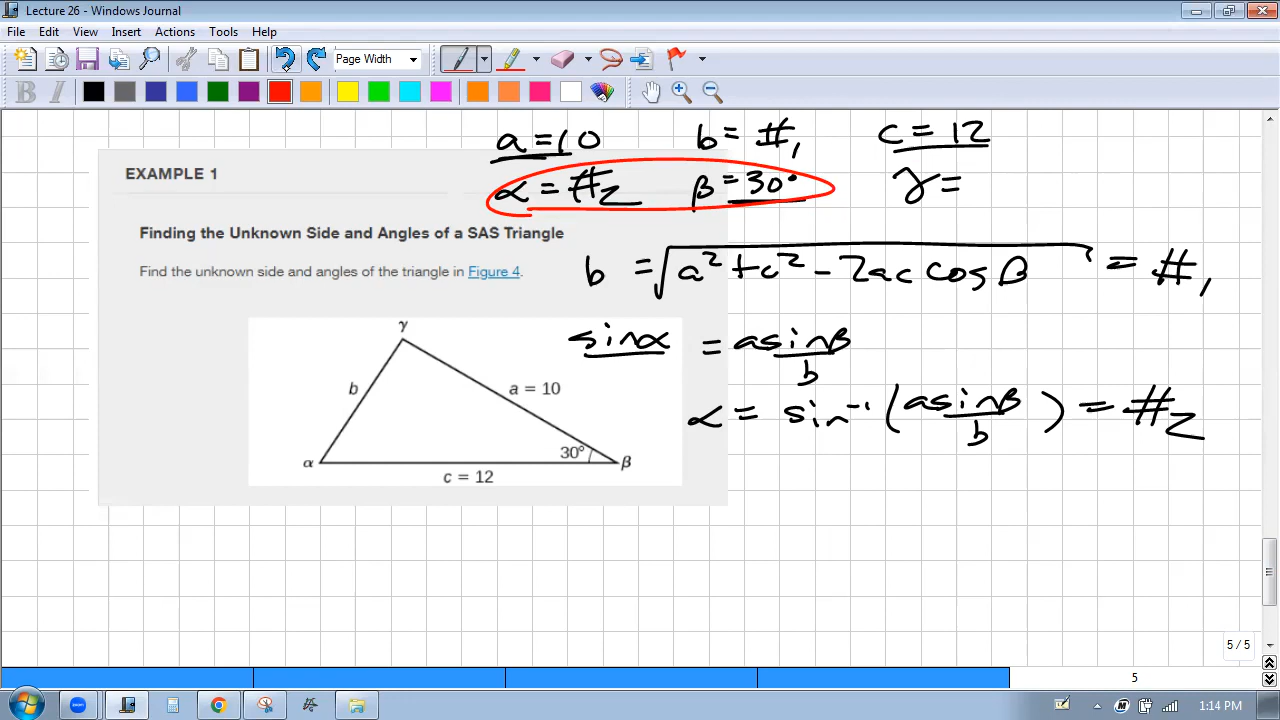 Lecture 26 - Windows Journal
File Edit View Insert Actions Tools Help
Page Width
B I
a = 10 b = #₁ c = 12
α = #₂ β = 30° γ =
EXAMPLE 1
Finding the Unknown Side and Angles of a SAS Triangle
Find the unknown side and angles of the triangle in Figure 4.
b = √(a² + c² - 2ac cos β) = #₁
sin α = a sin β / b
α = sin⁻¹ (a sin β / b) = #₂
γ
b a = 10
α 30° β
c = 12
5 / 5
5
1:14 PM